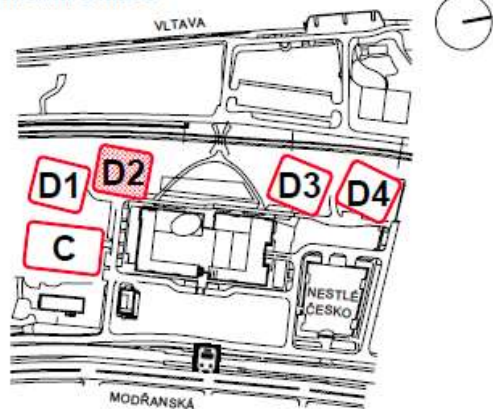 VLTAVA
D1
D2
D3
D4
C
NESTLÉ
ČESKO
MODŘANSKÁ